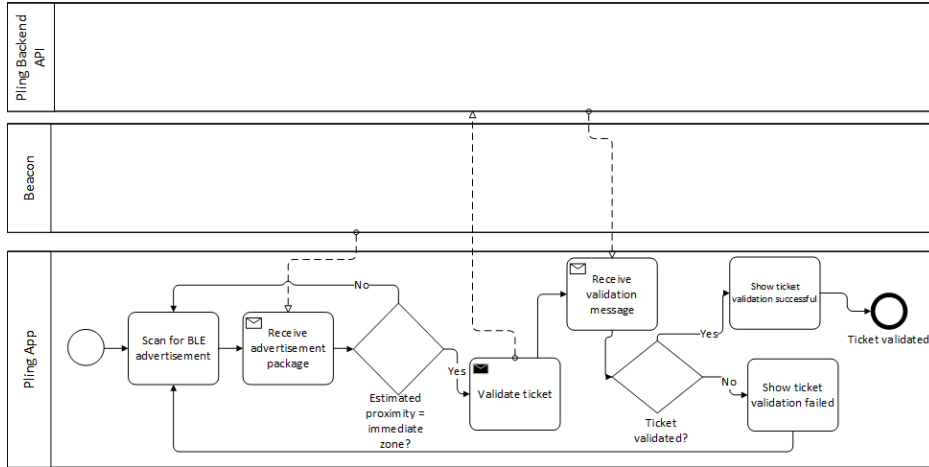 Pling Backend
API
Beacon
Pling App
Scan for BLE
advertisement
Receive
advertisement
package
No
Estimated
proximity =
immediate
zone?
Yes
Validate ticket
Receive
validation
message
Ticket
validated?
Yes
Show ticket
validation successful
No
Show ticket
validation failed
Ticket validated